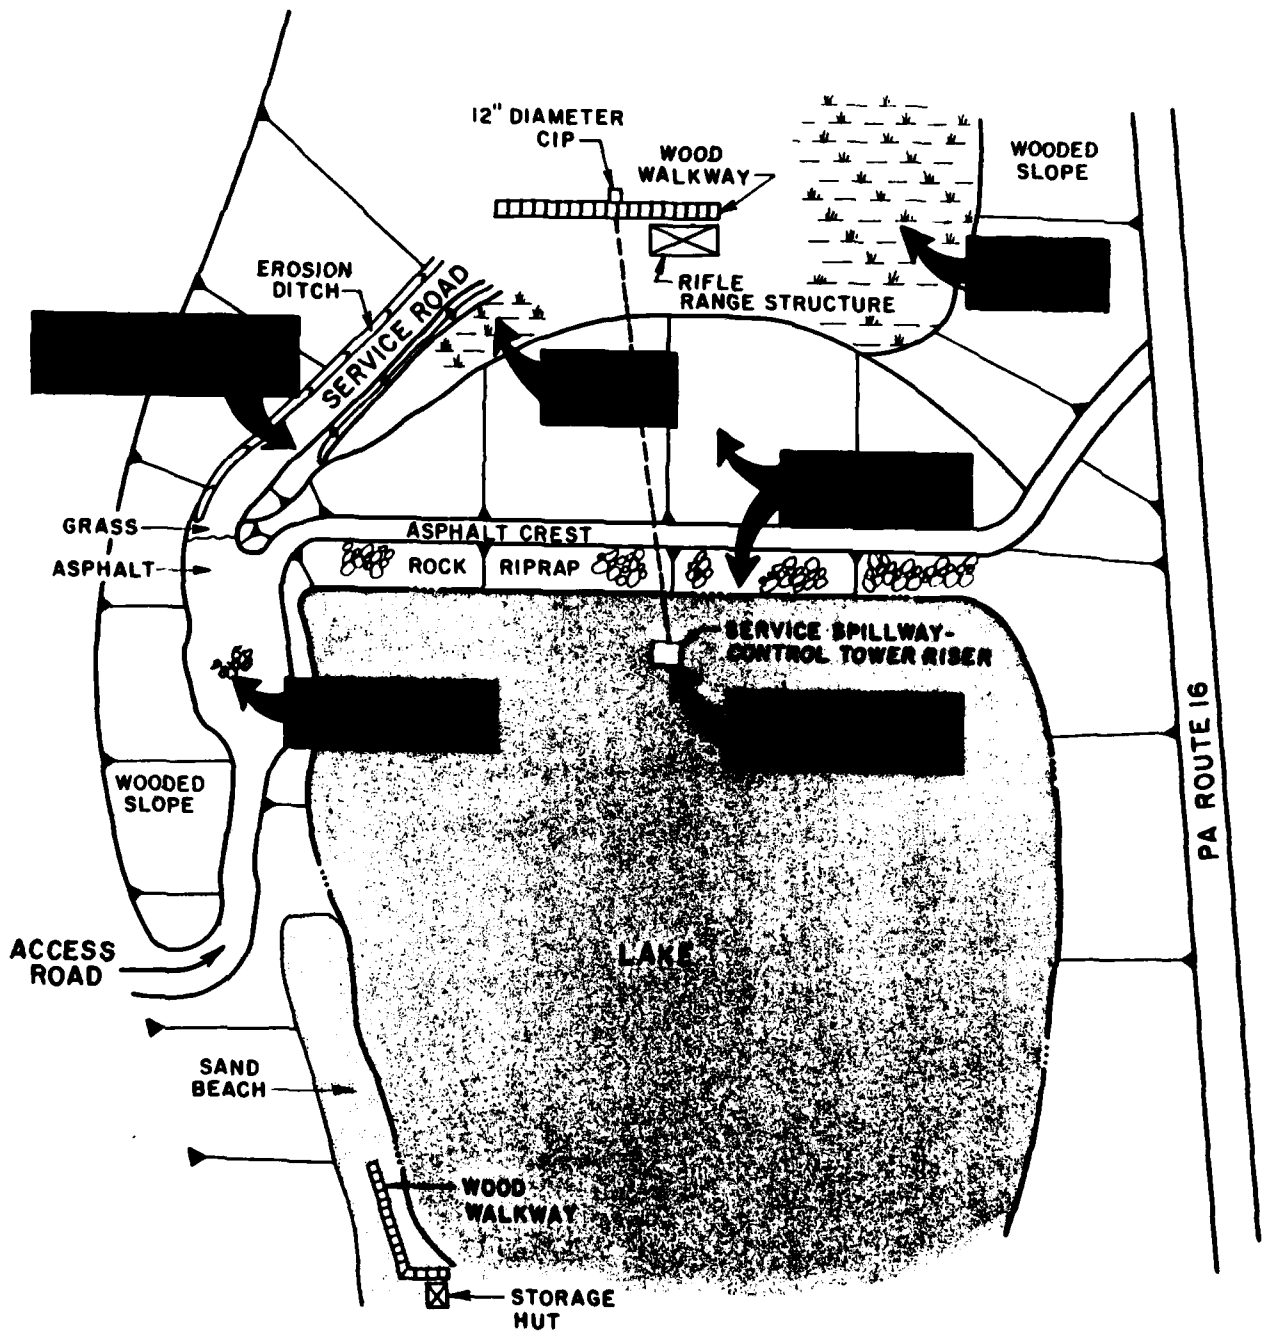 12" DIAMETER
CIP
WOOD
WALKWAY
WOODED
SLOPE
EROSION
DITCH
SERVICE ROAD
RIFLE
RANGE STRUCTURE
GRASS
ASPHALT CREST
ASPHALT
ROCK RIPRAP
SERVICE SPILLWAY-
CONTROL TOWER RISER
PA ROUTE 16
WOODED
SLOPE
ACCESS
ROAD
LAKE
SAND
BEACH
WOOD
WALKWAY
STORAGE
HUT